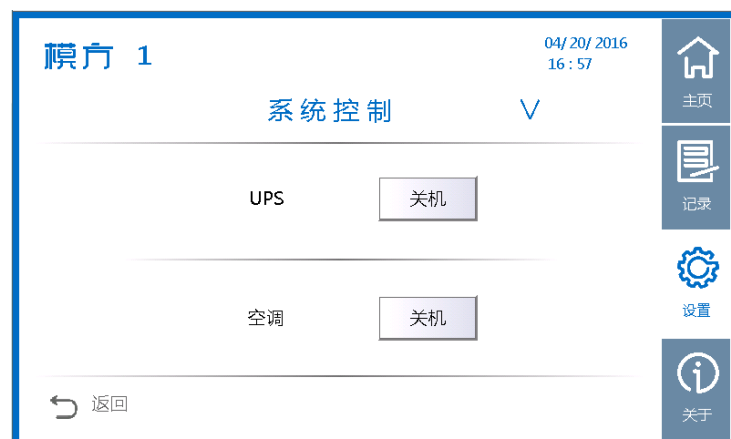 模方 1
04/20/2016
16:57
主页
系统控制 ∨
记录
UPS 关机
设置
空调 关机
返回
关于